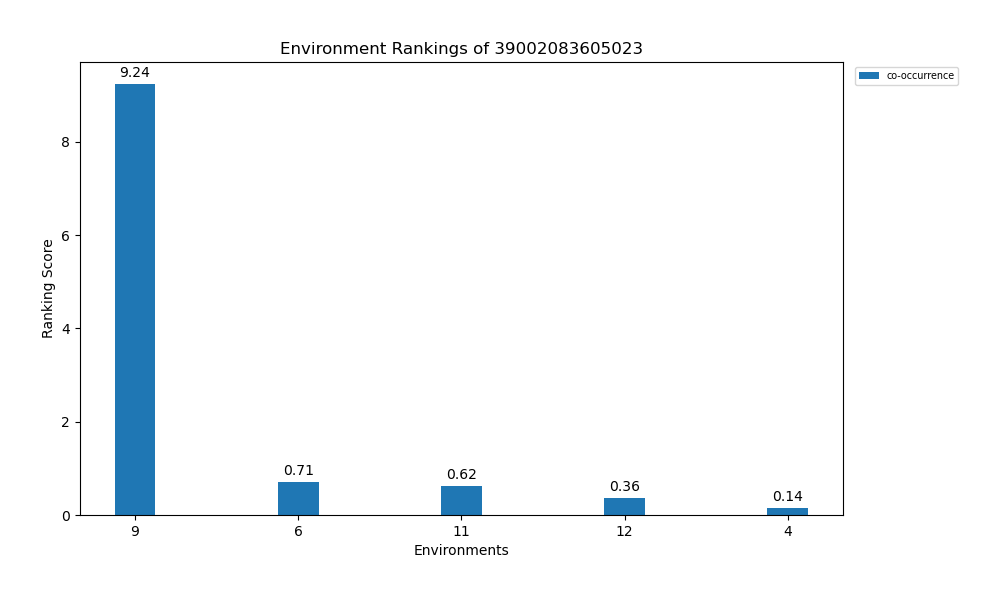 Environment Rankings of 39002083605023
9.24
co-occurrence
8
6
4
2
0
Ranking Score
0.71
0.62
0.36
0.14
9 6 11 12 4
Environments